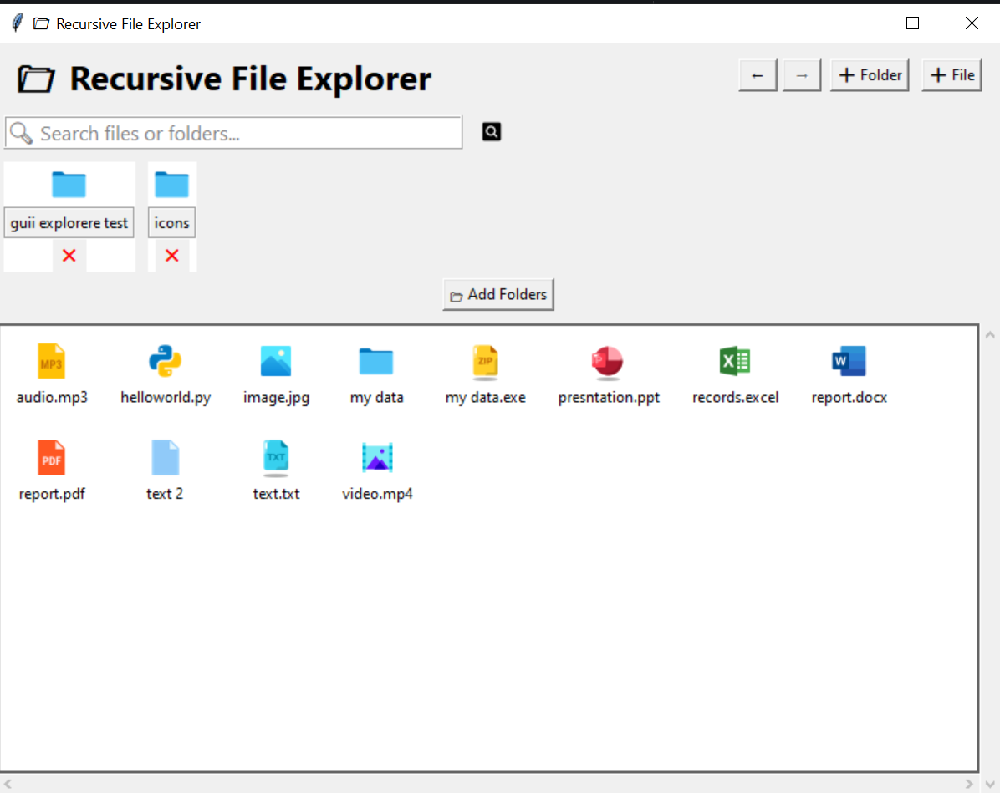 Recursive File Explorer
Recursive File Explorer
← → + Folder + File
Search files or folders...
guii explorere test icons
Add Folders
MP3 ZIP P X W
audio.mp3 helloworld.py image.jpg my data my data.exe presntation.ppt records.excel report.docx
PDF TXT
report.pdf text 2 text.txt video.mp4